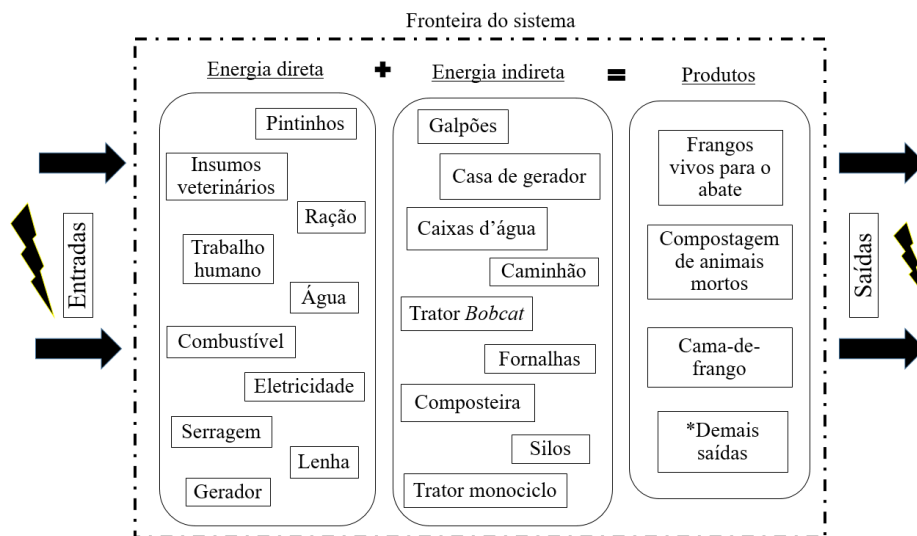 Fronteira do sistema
Energia direta + Energia indireta = Produtos
Entradas
Pintinhos
Insumos
veterinários
Ração
Trabalho
humano
Água
Combustível
Eletricidade
Serragem
Lenha
Gerador
Galpões
Casa de gerador
Caixas d’água
Caminhão
Trator Bobcat
Fornalhas
Composteira
Silos
Trator monociclo
Frangos
vivos para o
abate
Compostagem
de animais
mortos
Cama-de-
frango
*Demais
saídas
Saídas